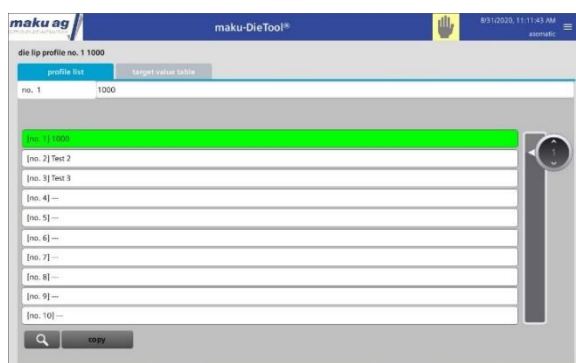 maku ag
maku-DieTool®
8/31/2020, 11:11:43 AM
asomatic
die lip profile no. 1 1000
profile list
target value table
no. 1
1000
[no. 1] 1000
[no. 2] Test 2
[no. 3] Test 3
[no. 4] ---
[no. 5] ---
[no. 6] ---
[no. 7] ---
[no. 8] ---
[no. 9] ---
[no. 10] ---
1
copy